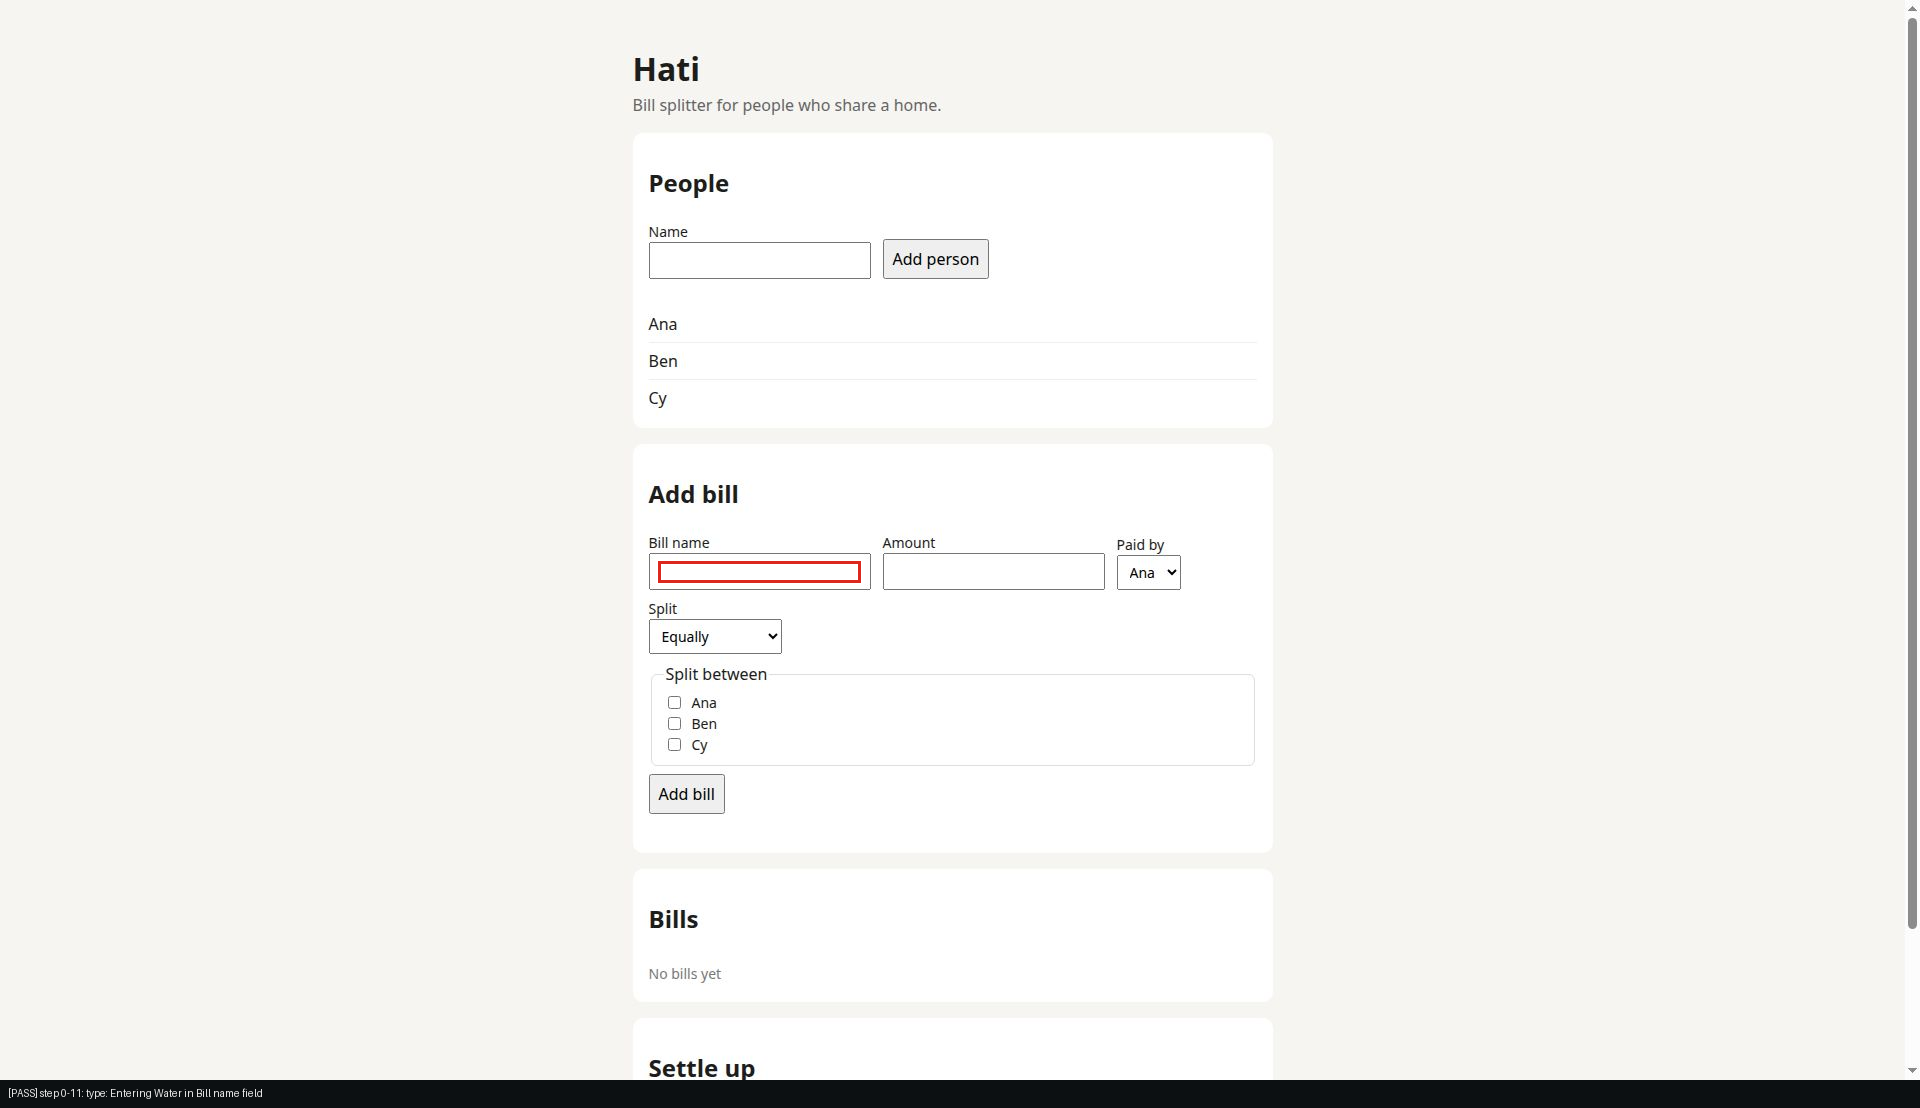 Hati
Bill splitter for people who share a home.
People
Name
Add person
Ana
Ben
Cy
Add bill
Bill name Amount Paid by
Ana
Split
Equally
Split between
Ana
Ben
Cy
Add bill
Bills
No bills yet
Settle up
[PASS] step 0-11: type: Entering Water in Bill name field